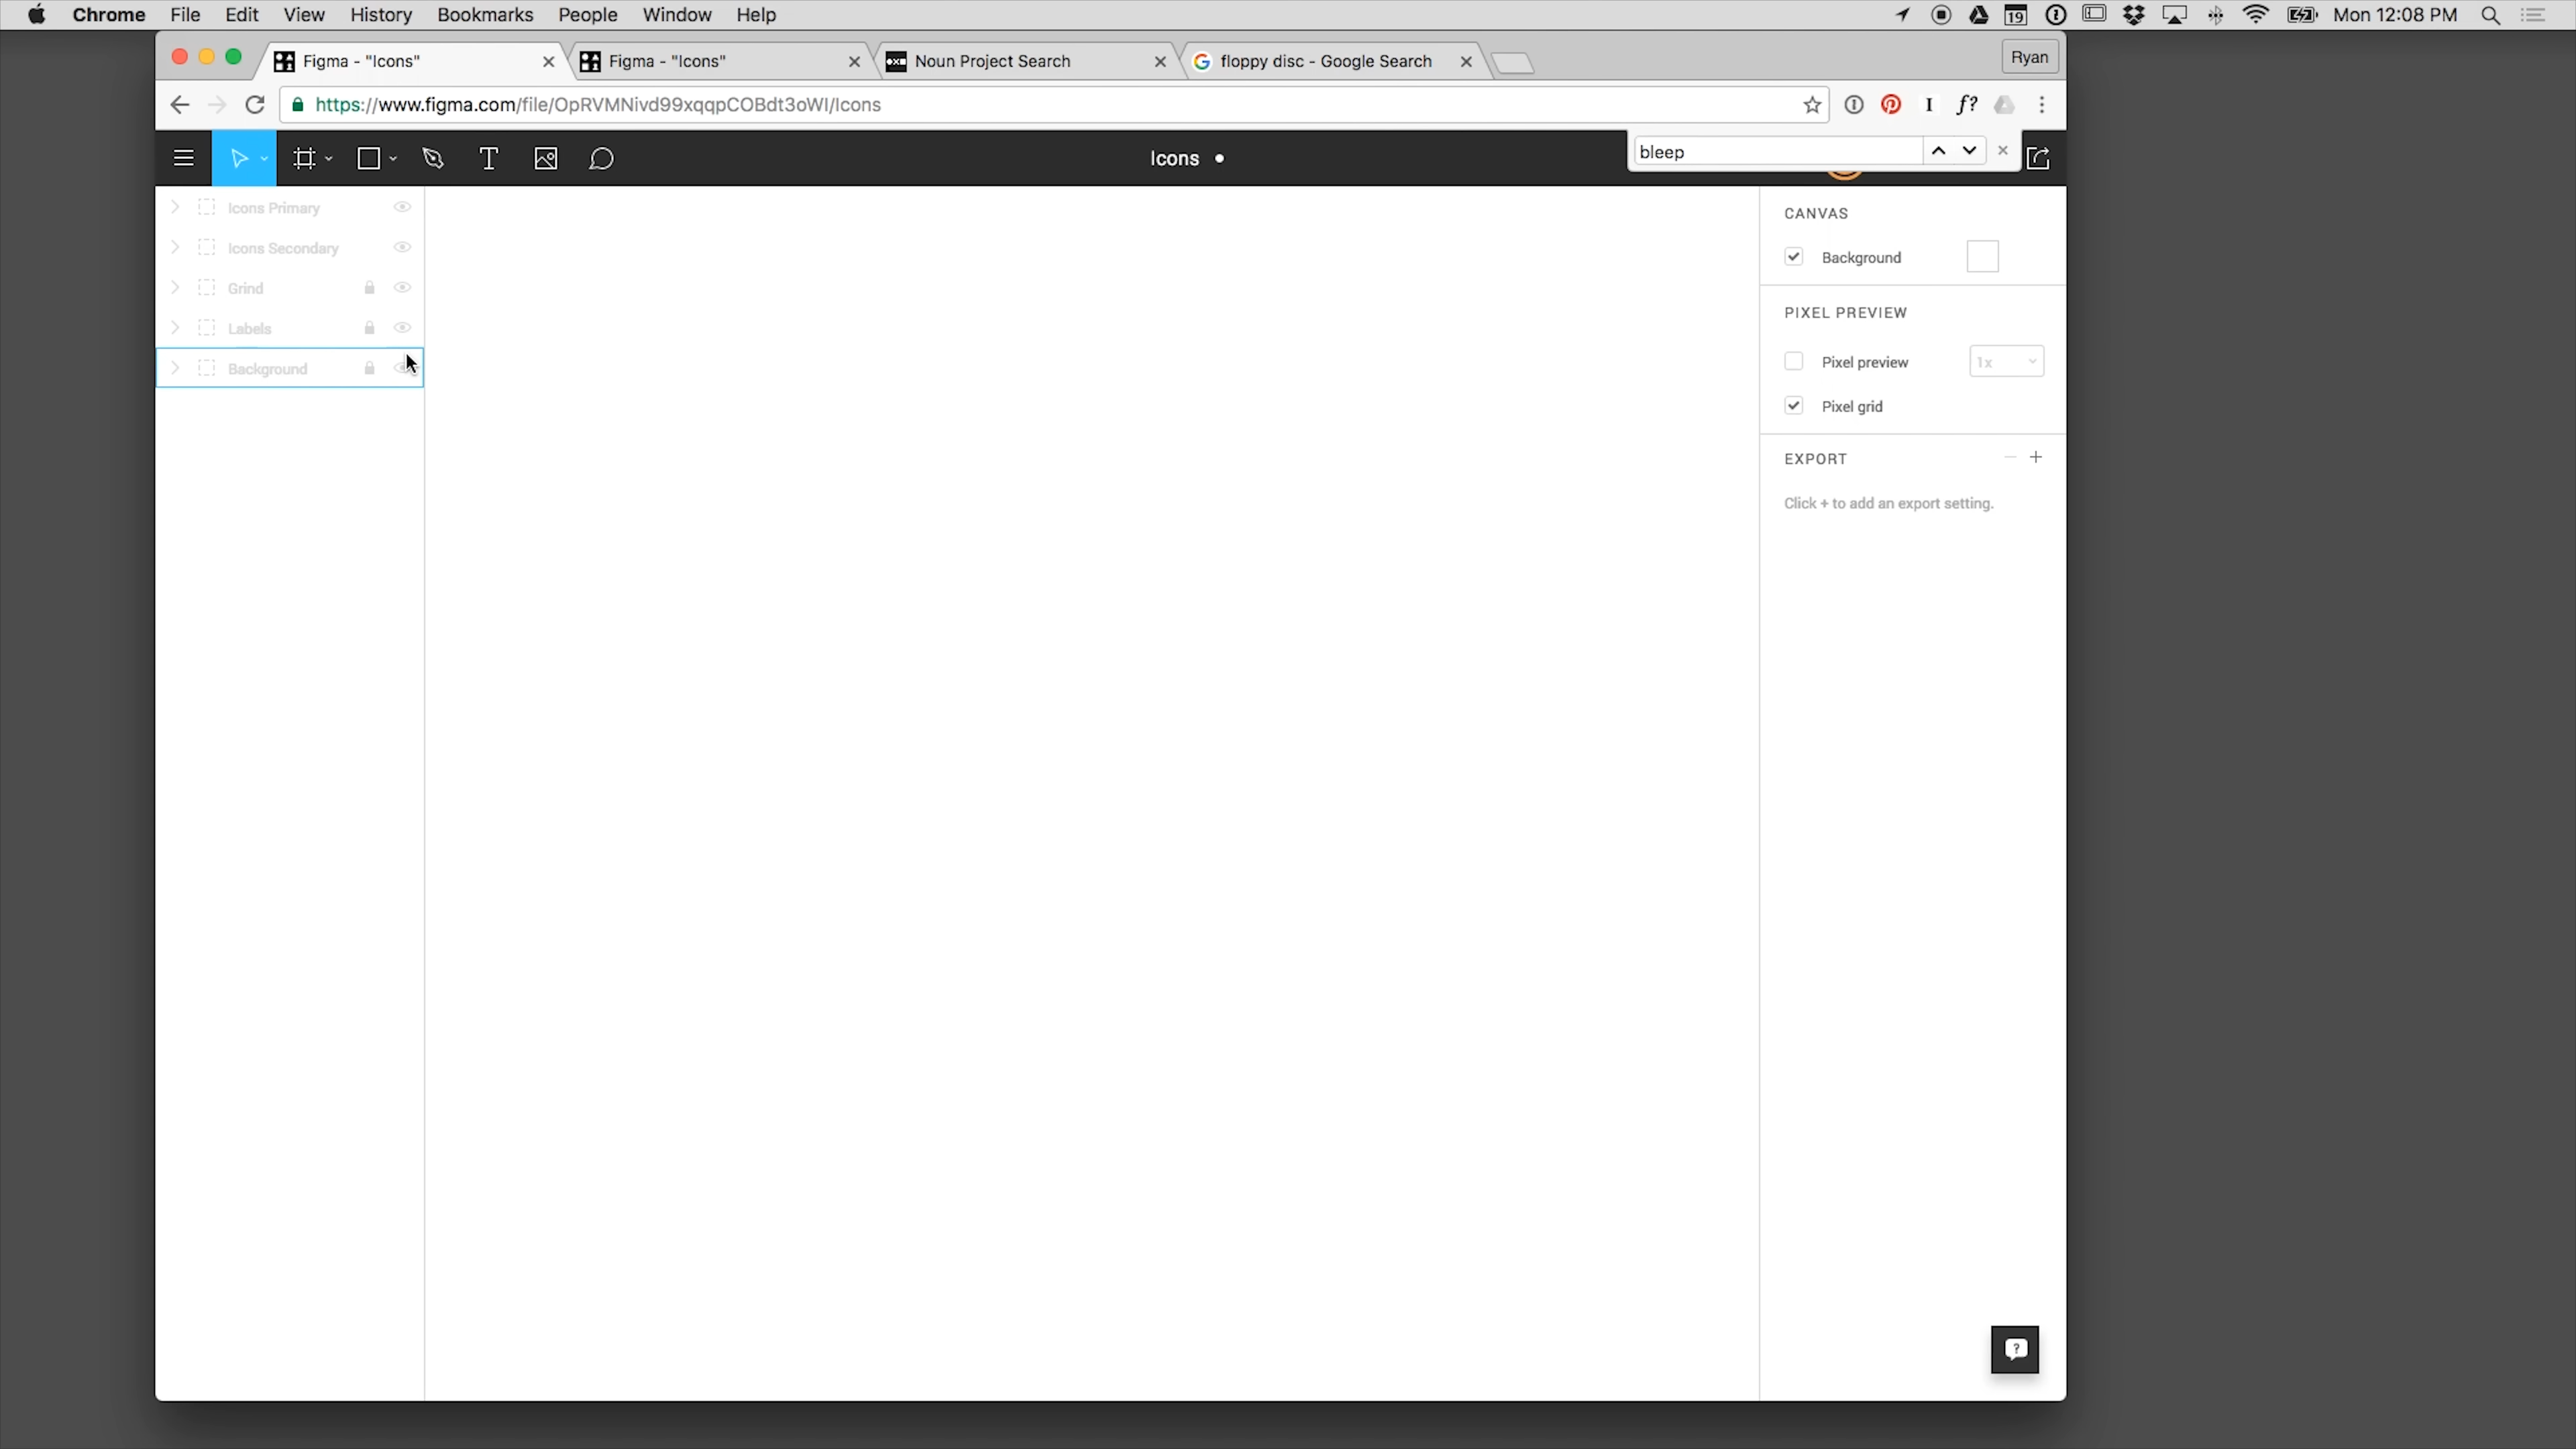 Chrome File Edit View History Bookmarks People Window Help 19 Mon 12:08 PM
Figma - "Icons" Figma - "Icons" Noun Project Search floppy disc - Google Search Ryan
https://www.figma.com/file/OpRVMNivd99xqqpCOBdt3oWI/Icons
Icons
bleep
Icons Primary
Icons Secondary
Grind
Labels
Background
CANVAS
Background
PIXEL PREVIEW
Pixel preview 1x
Pixel grid
EXPORT
Click + to add an export setting.